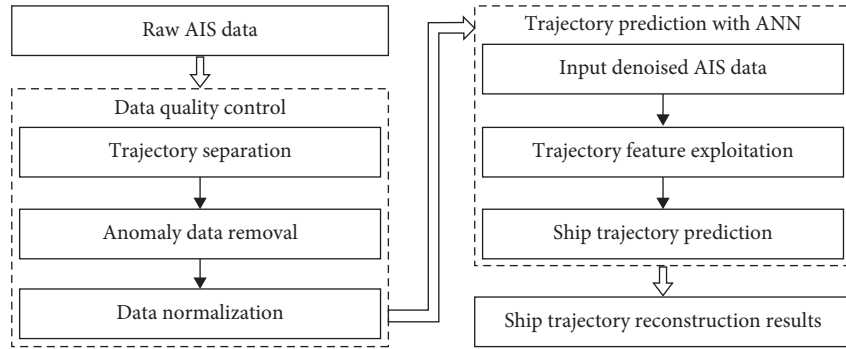 Raw AIS data
Data quality control
Trajectory separation
Anomaly data removal
Data normalization
Trajectory prediction with ANN
Input denoised AIS data
Trajectory feature exploitation
Ship trajectory prediction
Ship trajectory reconstruction results